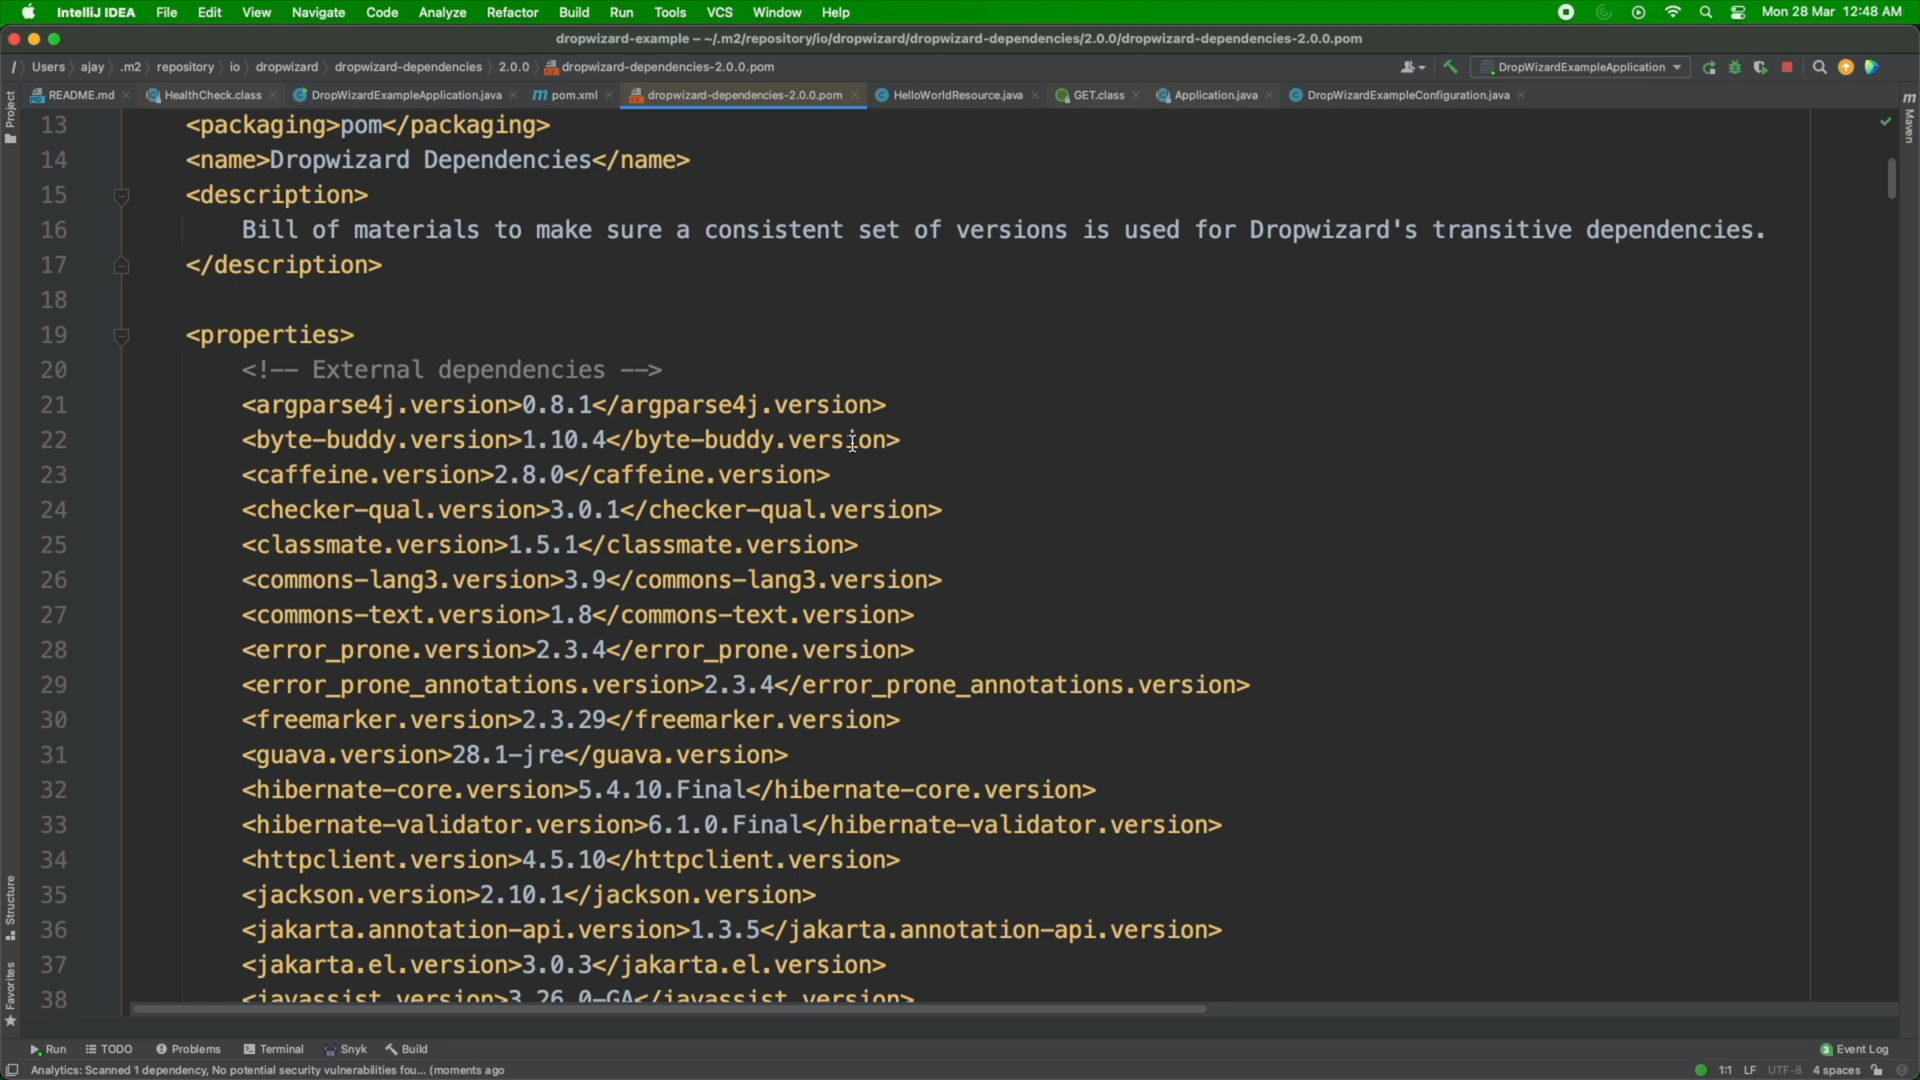 IntelliJ IDEA File Edit View Navigate Code Analyze Refactor Build Run Tools VCS Window Help Mon 28 Mar 12:48 AM
dropwizard-example – ~/.m2/repository/io/dropwizard/dropwizard-dependencies/2.0.0/dropwizard-dependencies-2.0.0.pom
/ Users ajay .m2 repository io dropwizard dropwizard-dependencies 2.0.0 dropwizard-dependencies-2.0.0.pom DropWizardExampleApplication
README.md HealthCheck.class DropWizardExampleApplication.java pom.xml dropwizard-dependencies-2.0.0.pom HelloWorldResource.java GET.class Application.java DropWizardExampleConfiguration.java
Project
Maven
13 <packaging>pom</packaging>
14 <name>Dropwizard Dependencies</name>
15 <description>
16 Bill of materials to make sure a consistent set of versions is used for Dropwizard's transitive dependencies.
17 </description>
18
19 <properties>
20 <!-- External dependencies -->
21 <argparse4j.version>0.8.1</argparse4j.version>
22 <byte-buddy.version>1.10.4</byte-buddy.version>
23 <caffeine.version>2.8.0</caffeine.version>
24 <checker-qual.version>3.0.1</checker-qual.version>
25 <classmate.version>1.5.1</classmate.version>
26 <commons-lang3.version>3.9</commons-lang3.version>
27 <commons-text.version>1.8</commons-text.version>
28 <error_prone.version>2.3.4</error_prone.version>
29 <error_prone_annotations.version>2.3.4</error_prone_annotations.version>
30 <freemarker.version>2.3.29</freemarker.version>
31 <guava.version>28.1-jre</guava.version>
32 <hibernate-core.version>5.4.10.Final</hibernate-core.version>
33 <hibernate-validator.version>6.1.0.Final</hibernate-validator.version>
34 <httpclient.version>4.5.10</httpclient.version>
35 <jackson.version>2.10.1</jackson.version>
36 <jakarta.annotation-api.version>1.3.5</jakarta.annotation-api.version>
37 <jakarta.el.version>3.0.3</jakarta.el.version>
38 <javassist.version>3.26.0-GA</javassist.version>
Structure
Favorites
Run TODO Problems Terminal Snyk Build 3 Event Log
Analytics: Scanned 1 dependency, No potential security vulnerabilities fou... (moments ago 1:1 LF UTF-8 4 spaces